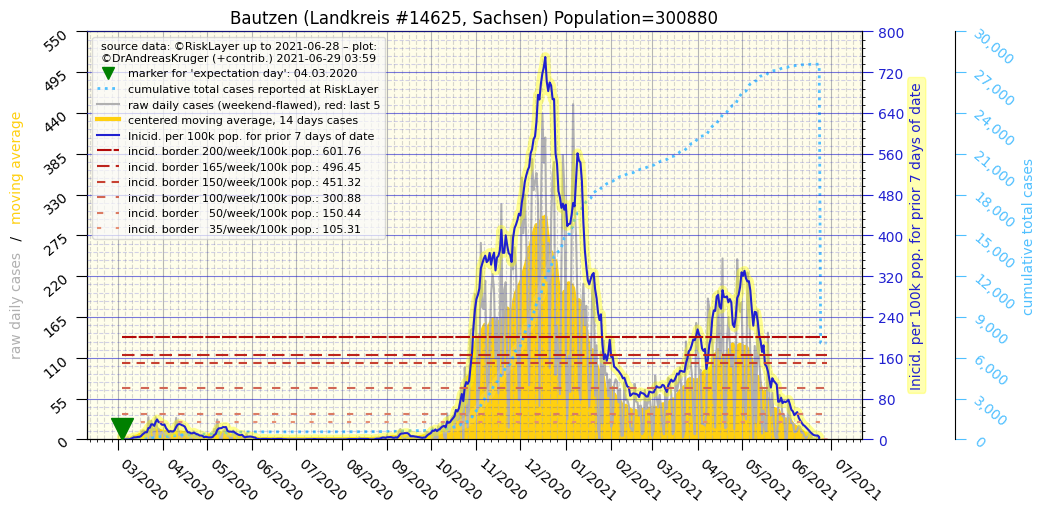 Bautzen (Landkreis #14625, Sachsen) Population=300880
source data: ©RiskLayer up to 2021-06-28 – plot:
©DrAndreasKruger (+contrib.) 2021-06-29 03:59
marker for 'expectation day': 04.03.2020
cumulative total cases reported at RiskLayer
raw daily cases (weekend-flawed), red: last 5
centered moving average, 14 days cases
Inicid. per 100k pop. for prior 7 days of date
incid. border 200/week/100k pop.: 601.76
incid. border 165/week/100k pop.: 496.45
incid. border 150/week/100k pop.: 451.32
incid. border 100/week/100k pop.: 300.88
incid. border 50/week/100k pop.: 150.44
incid. border 35/week/100k pop.: 105.31
raw daily cases / moving average
550
495
440
385
330
275
220
165
110
55
0
03/2020
04/2020
05/2020
06/2020
07/2020
08/2020
09/2020
10/2020
11/2020
12/2020
01/2021
02/2021
03/2021
04/2021
05/2021
06/2021
07/2021
800
720
640
560
480
400
320
240
160
80
0
Inicid. per 100k pop. for prior 7 days of date
30,000
27,000
24,000
21,000
18,000
15,000
12,000
9,000
6,000
3,000
0
cumulative total cases